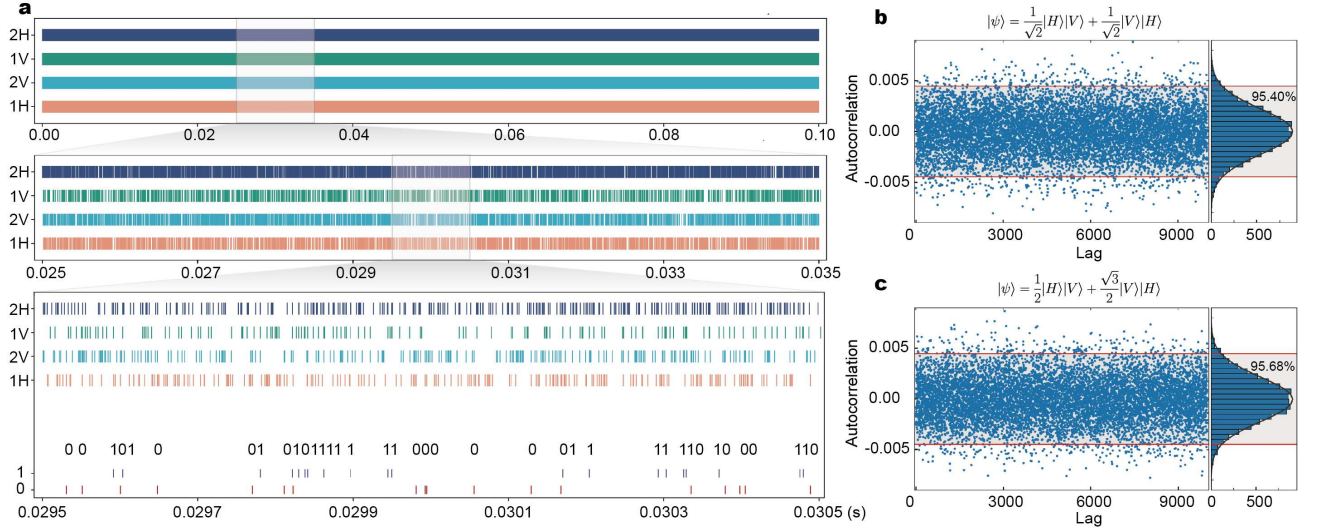 a
2H
1V
2V
1H
0.00 0.02 0.04 0.06 0.08 0.10
2H
1V
2V
1H
0.025 0.027 0.029 0.031 0.033 0.035
2H
1V
2V
1H
0 0 101 0 01 0101111 1 11 000 0 0 01 1 11 110 10 00 110
1
0
0.0295 0.0297 0.0299 0.0301 0.0303 0.0305 (s)
b
|ψ⟩ = 1/√2|H⟩|V⟩ + 1/√2|V⟩|H⟩
Autocorrelation
0.005
0.00
-0.005
95.40%
0 3000 6000 9000 0 500
Lag
c
|ψ⟩ = 1/2|H⟩|V⟩ + √3/2|V⟩|H⟩
Autocorrelation
0.005
0.00
-0.005
95.68%
0 3000 6000 9000 0 500
Lag